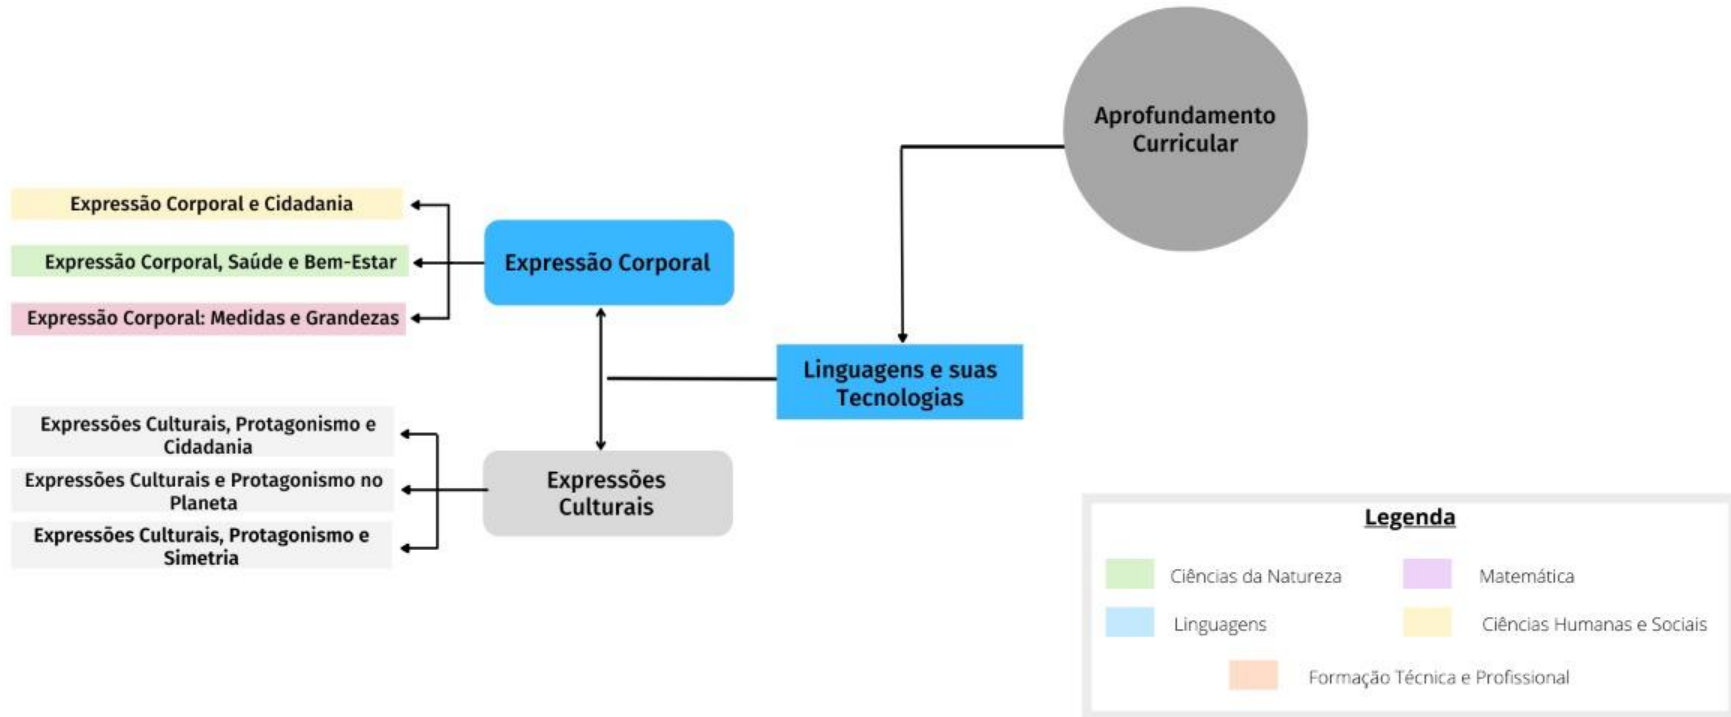 Aprofundamento
Curricular
Expressão Corporal e Cidadania
Expressão Corporal, Saúde e Bem-Estar
Expressão Corporal: Medidas e Grandezas
Expressão Corporal
Linguagens e suas
Tecnologias
Expressões Culturais, Protagonismo e
Cidadania
Expressões Culturais e Protagonismo no
Planeta
Expressões Culturais, Protagonismo e
Simetria
Expressões
Culturais
Legenda
Ciências da Natureza
Matemática
Linguagens
Ciências Humanas e Sociais
Formação Técnica e Profissional